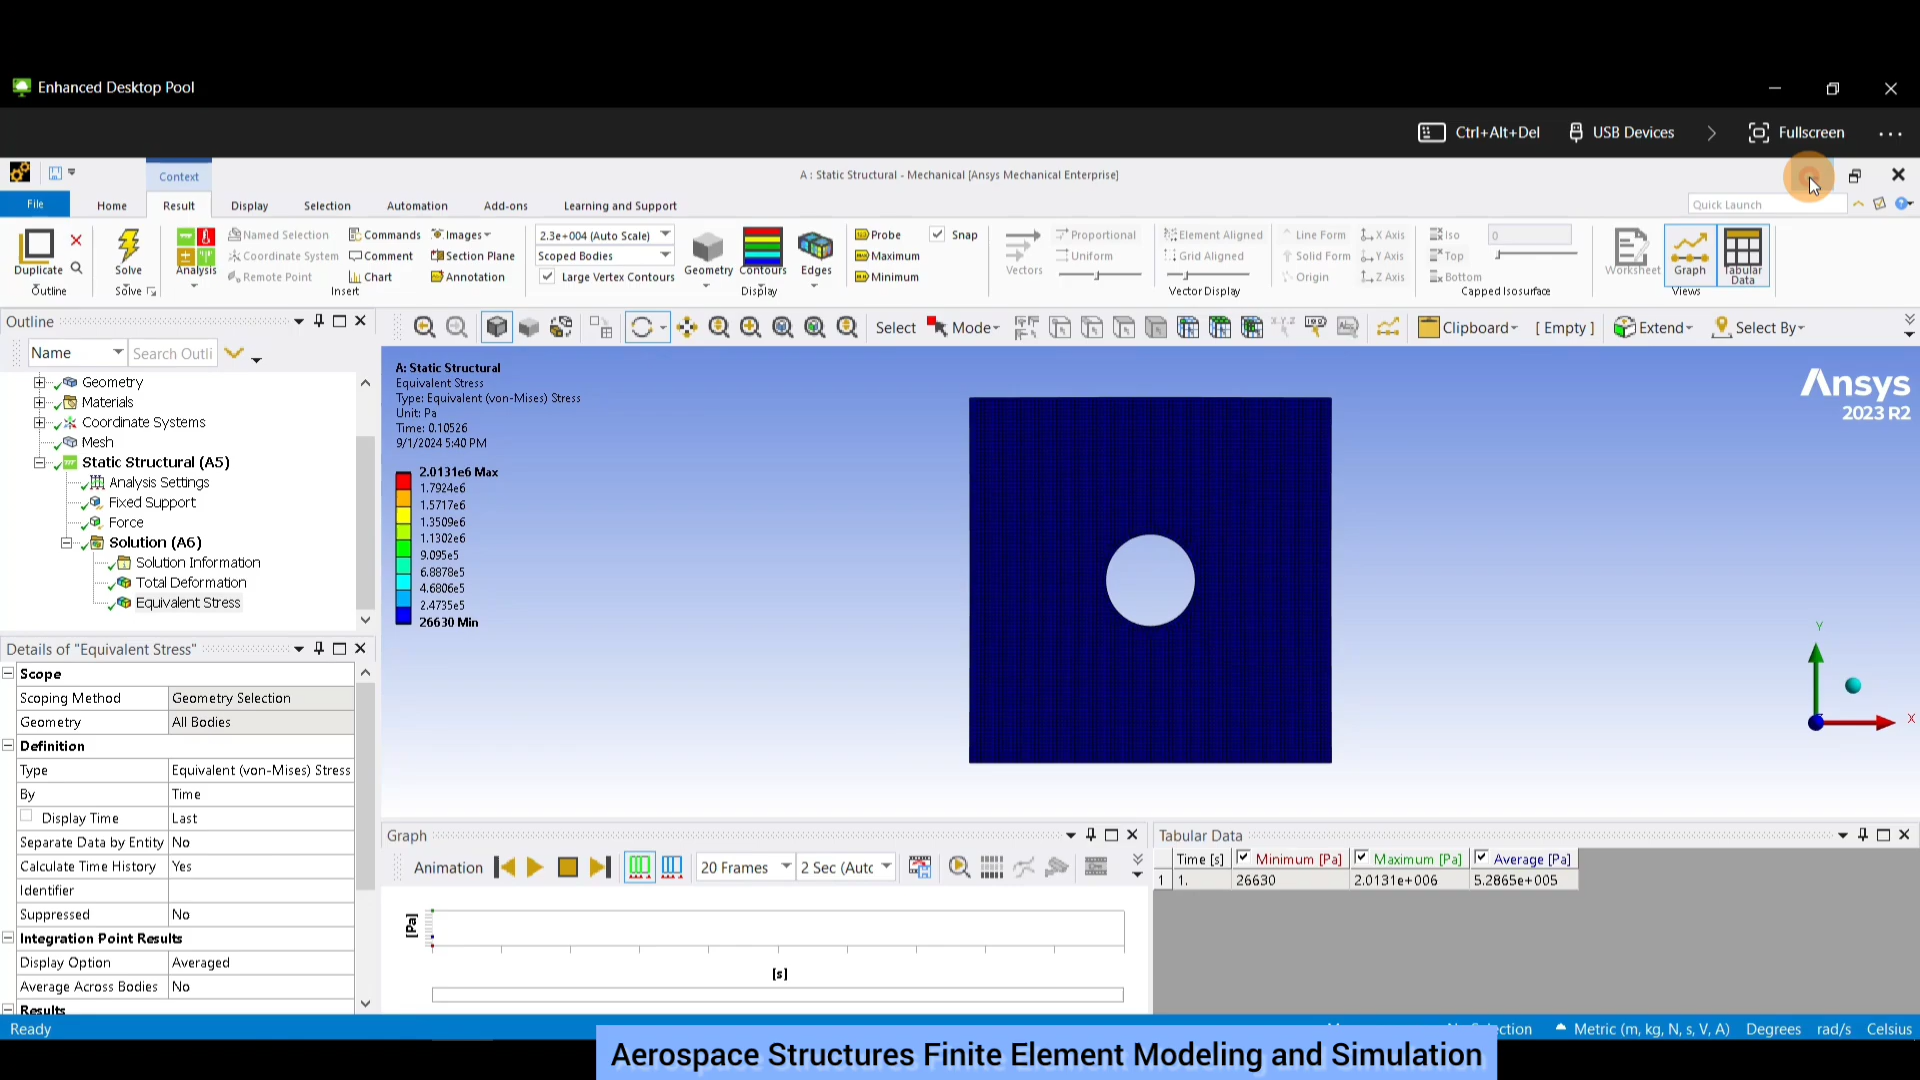 Enhanced Desktop Pool
Ctrl+Alt+Del USB Devices Fullscreen
Context
A : Static Structural - Mechanical [Ansys Mechanical Enterprise]
File Home Result Display Selection Automation Add-ons Learning and Support
Quick Launch
Duplicate
Outline
Solve
Solve
Analysis
Named Selection
Coordinate System
Remote Point
Commands
Comment
Chart
Images
Section Plane
Annotation
Insert
2.3e+004 (Auto Scale)
Scoped Bodies
Large Vertex Contours
Geometry
Contours
Edges
Display
Probe
Maximum
Minimum
Snap
Vectors
Proportional
Uniform
Element Aligned
Grid Aligned
Line Form
Solid Form
Origin
X Axis
Y Axis
Z Axis
Vector Display
Iso
Top
Bottom
0
Capped Isosurface
Worksheet
Graph
Tabular
Data
Views
Outline
Name Search Outli
Select Mode Clipboard [ Empty ] Extend Select By
Geometry
Materials
Coordinate Systems
Mesh
Static Structural (A5)
Analysis Settings
Fixed Support
Force
Solution (A6)
Solution Information
Total Deformation
Equivalent Stress
A: Static Structural
Equivalent Stress
Type: Equivalent (von-Mises) Stress
Unit: Pa
Time: 0.10526
9/1/2024 5:40 PM
2.0131e6 Max
1.7924e6
1.5717e6
1.3509e6
1.1302e6
9.095e5
6.8878e5
4.6806e5
2.4735e5
26630 Min
Ansys
2023 R2
Y
X
Details of "Equivalent Stress"
Scope
Scoping Method Geometry Selection
Geometry All Bodies
Definition
Type Equivalent (von-Mises) Stress
By Time
Display Time Last
Separate Data by Entity No
Calculate Time History Yes
Identifier
Suppressed No
Integration Point Results
Display Option Averaged
Average Across Bodies No
Results
Graph
Animation 20 Frames 2 Sec (Autc
[Pa]
[s]
Tabular Data
Time [s] Minimum [Pa] Maximum [Pa] Average [Pa]
1 1. 26630 2.0131e+006 5.2865e+005
Ready
Metric (m, kg, N, s, V, A) Degrees rad/s Celsius
Aerospace Structures Finite Element Modeling and Simulation